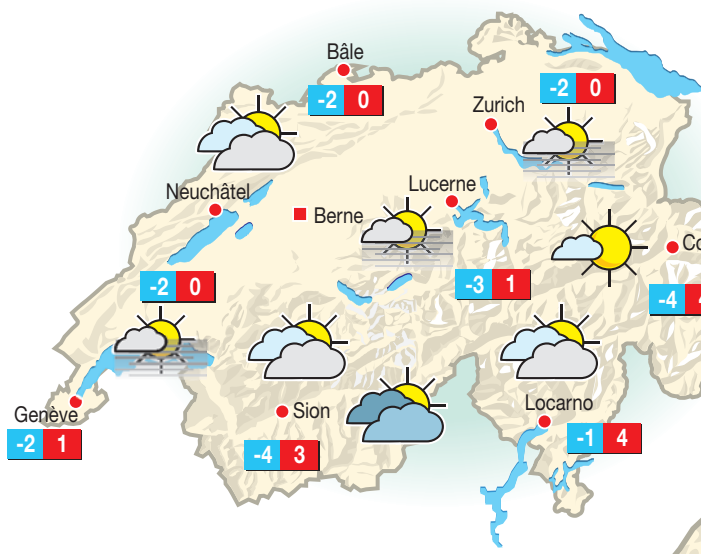 Bâle
-2 0
-2 0
Zurich
Neuchâtel
Lucerne
Berne
Co
-2 0
-3 1
-4
Genève
-2 1
Sion
-4 3
Locarno
-1 4